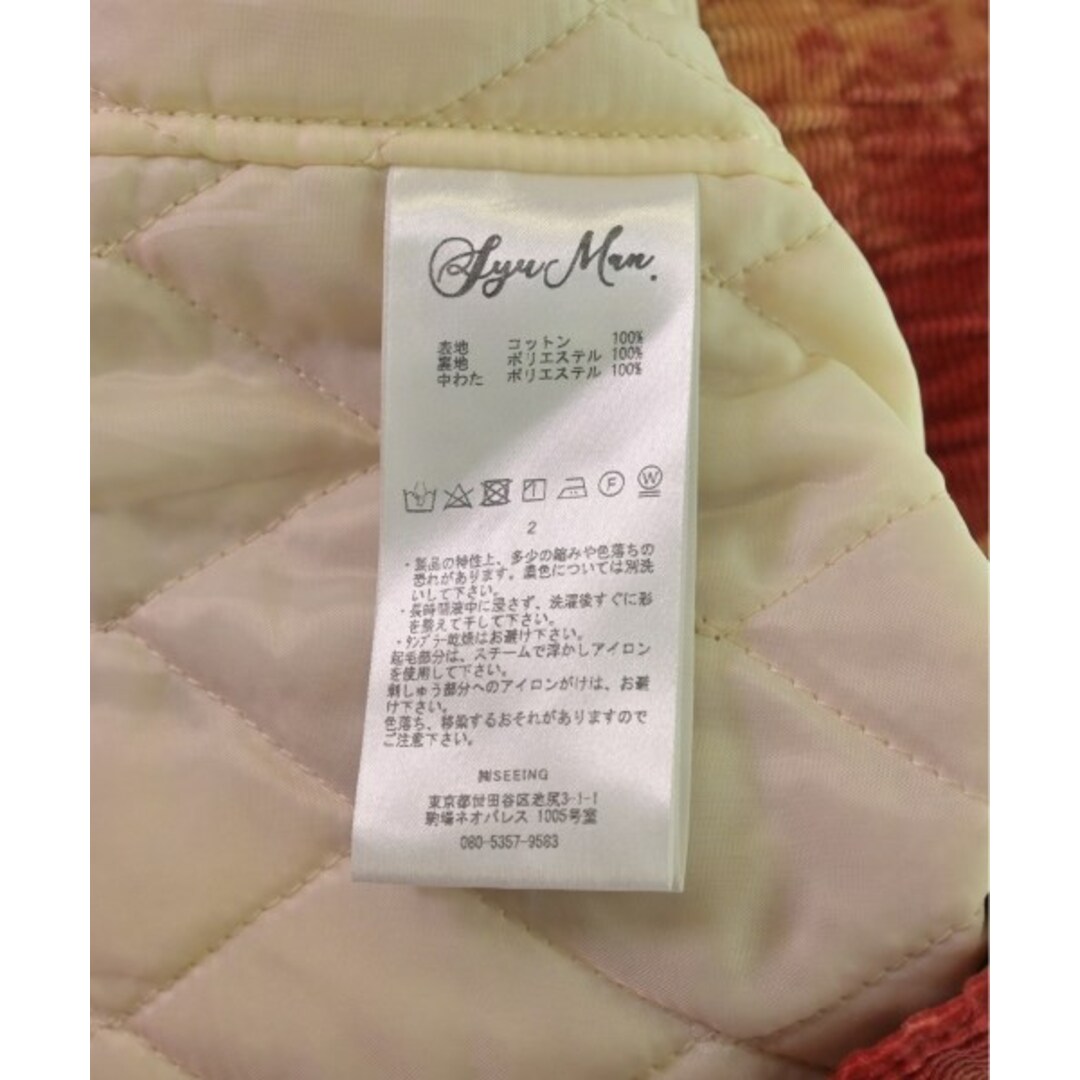 Syu Man.
表地 コットン 100%
裏地 ポリエステル 100%
中わた ポリエステル 100%
F W
2
・製品の特性上、多少の縮みや色落ちの
恐れがあります。濃色については別洗
いして下さい。
・長時間液中に浸さず、洗濯後すぐに形
を整えて干して下さい。
・タンブラー乾燥はお避け下さい。
起毛部分は、スチームで浮かしアイロン
を使用して下さい。
刺しゅう部分へのアイロンがけは、お避
け下さい。
色落ち、移染するおそれがありますので
ご注意下さい。
㈱SEEING
東京都世田谷区池尻3-1-1
駒場ネオパレス 1005号室
080-5357-9583